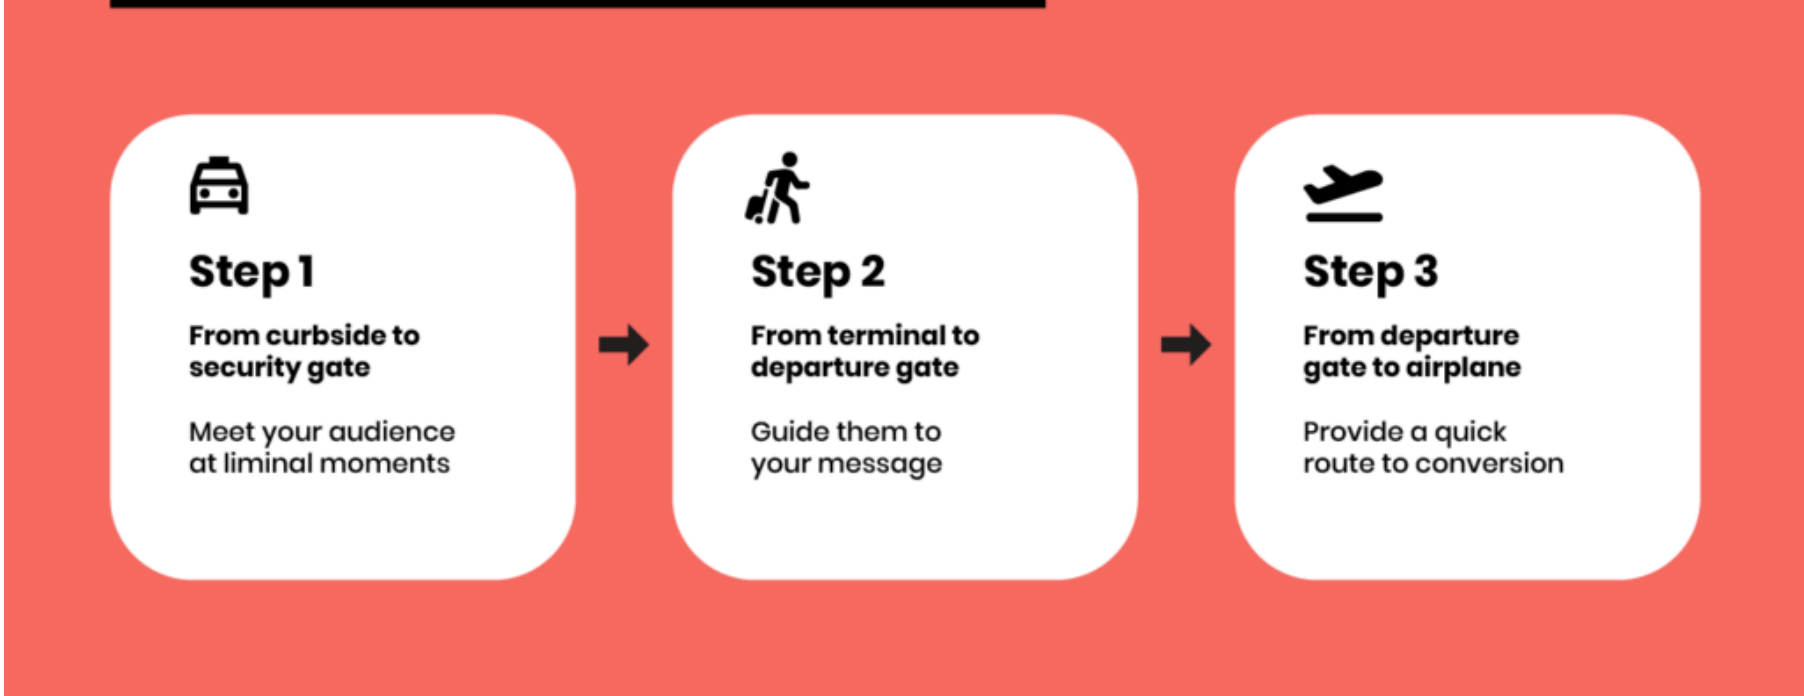 Step 1
From curbside to
security gate
Meet your audience
at liminal moments
Step 2
From terminal to
departure gate
Guide them to
your message
Step 3
From departure
gate to airplane
Provide a quick
route to conversion